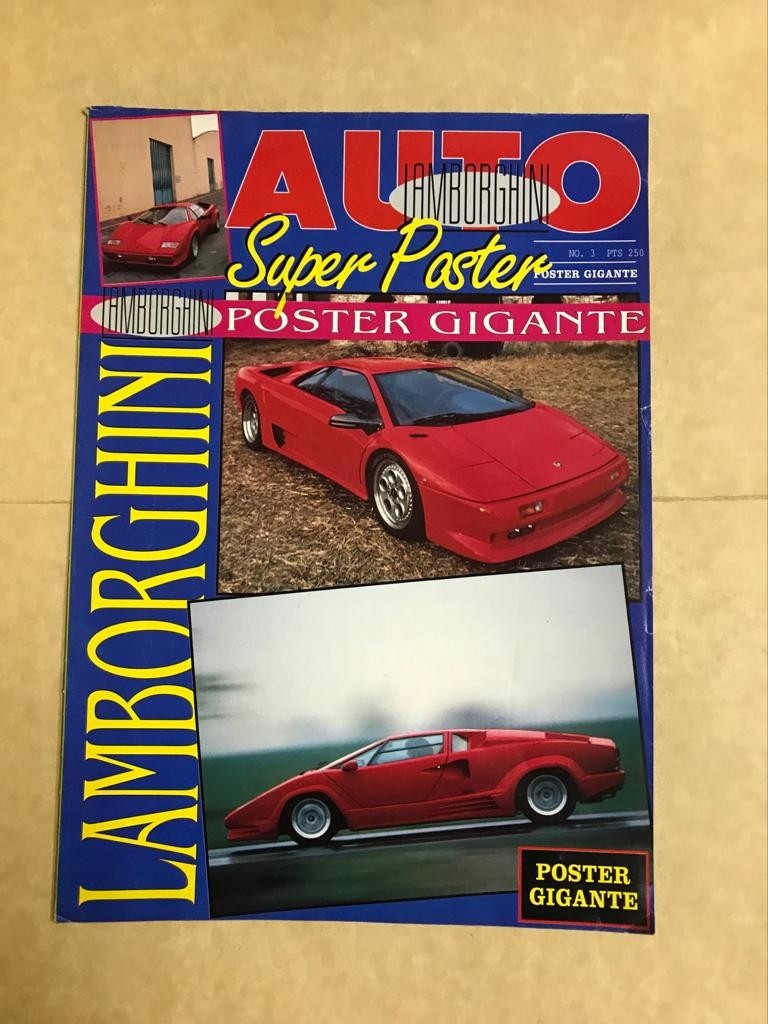 AUTO
LAMBORGHINI
Super Poster
NO. 3 PTS 250
POSTER GIGANTE
LAMBORGHINI
POSTER GIGANTE
LAMBORGHINI
POSTER
GIGANTE